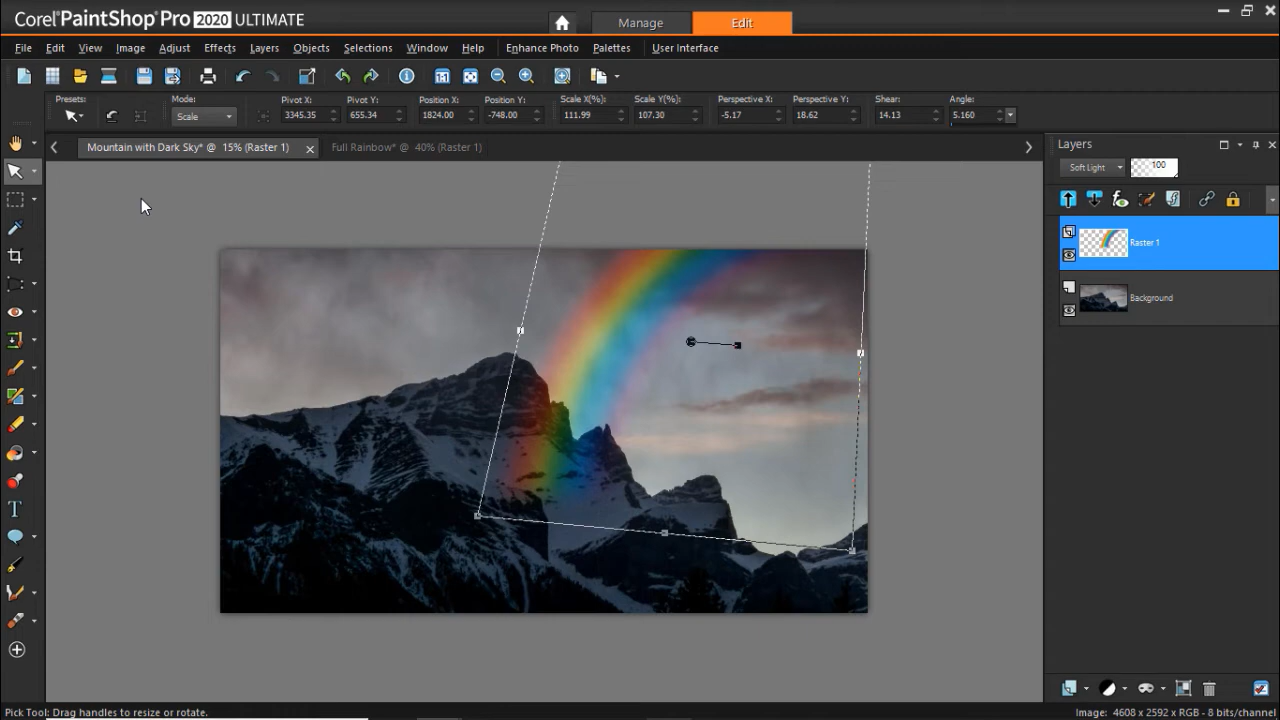 Corel PaintShop Pro 2020 ULTIMATE
Manage
Edit
File Edit View Image Adjust Effects Layers Objects Selections Window Help Enhance Photo Palettes User Interface
1:1
Presets: Mode: Pivot X: Pivot Y: Position X: Position Y: Scale X(%): Scale Y(%): Perspective X: Perspective Y: Shear: Angle:
Scale 3345.35 655.34 1824.00 -748.00 111.99 107.30 -5.17 18.62 14.13 5.160
Mountain with Dark Sky* @ 15% (Raster 1)
Full Rainbow* @ 40% (Raster 1)
Layers
Soft Light
100
Raster 1
Background
T
Pick Tool: Drag handles to resize or rotate.
Image: 4608 x 2592 x RGB - 8 bits/channel